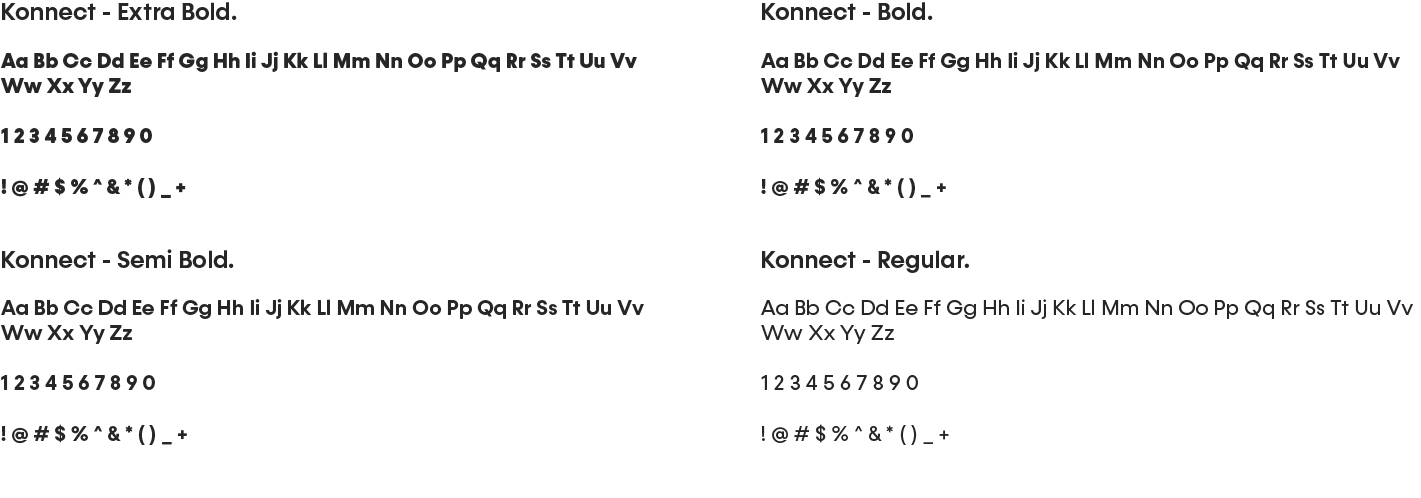 Konnect - Extra Bold.
Aa Bb Cc Dd Ee Ff Gg Hh Ii Jj Kk Ll Mm Nn Oo Pp Qq Rr Ss Tt Uu Vv
Ww Xx Yy Zz
1 2 3 4 5 6 7 8 9 0
! @ # $ % ^ & * ( ) _ +
Konnect - Bold.
Aa Bb Cc Dd Ee Ff Gg Hh Ii Jj Kk Ll Mm Nn Oo Pp Qq Rr Ss Tt Uu Vv
Ww Xx Yy Zz
1 2 3 4 5 6 7 8 9 0
! @ # $ % ^ & * ( ) _ +
Konnect - Semi Bold.
Aa Bb Cc Dd Ee Ff Gg Hh Ii Jj Kk Ll Mm Nn Oo Pp Qq Rr Ss Tt Uu Vv
Ww Xx Yy Zz
1 2 3 4 5 6 7 8 9 0
! @ # $ % ^ & * ( ) _ +
Konnect - Regular.
Aa Bb Cc Dd Ee Ff Gg Hh Ii Jj Kk Ll Mm Nn Oo Pp Qq Rr Ss Tt Uu Vv
Ww Xx Yy Zz
1 2 3 4 5 6 7 8 9 0
! @ # $ % ^ & * ( ) _ +